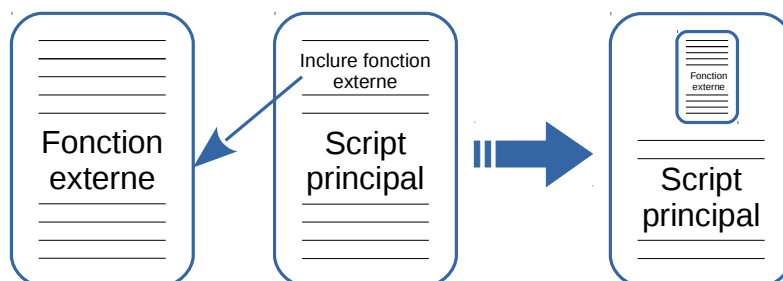 Fonction
externe
Inclure fonction
externe
Script
principal
Fonction
externe
Script
principal